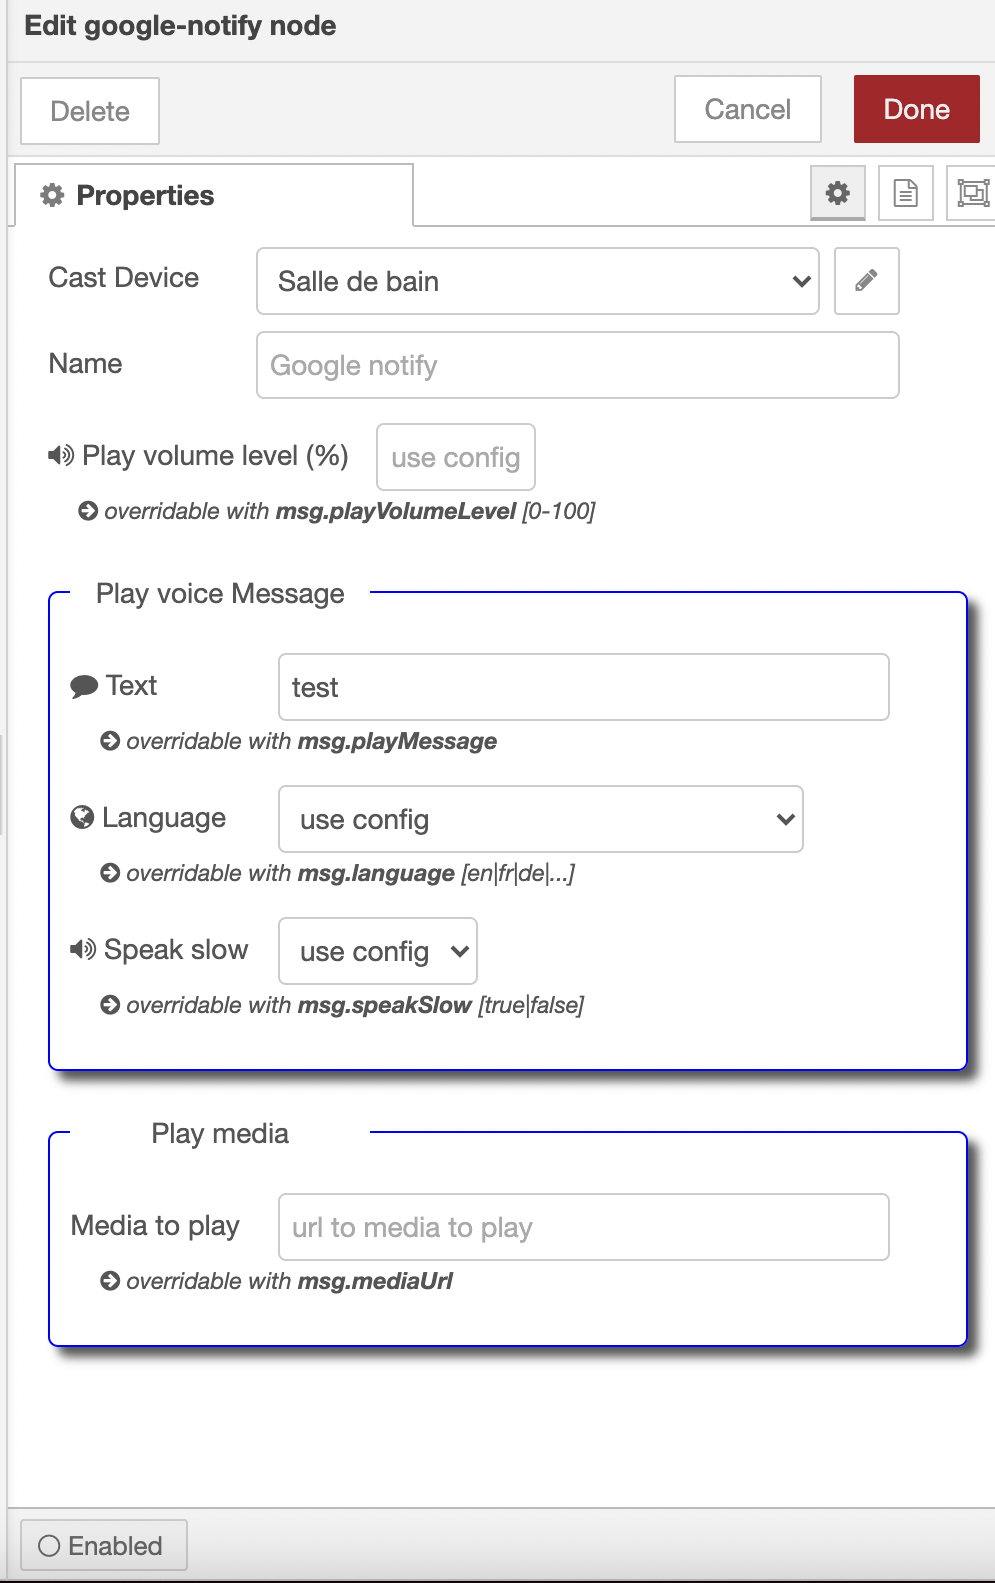 Edit google-notify node
Delete
Cancel
Done
Properties
Cast Device
Salle de bain
Name
Google notify
Play volume level (%)
use config
overridable with msg.playVolumeLevel [0-100]
Play voice Message
Text
test
overridable with msg.playMessage
Language
use config
overridable with msg.language [en|fr|de|...]
Speak slow
use config
overridable with msg.speakSlow [true|false]
Play media
Media to play
url to media to play
overridable with msg.mediaUrl
Enabled